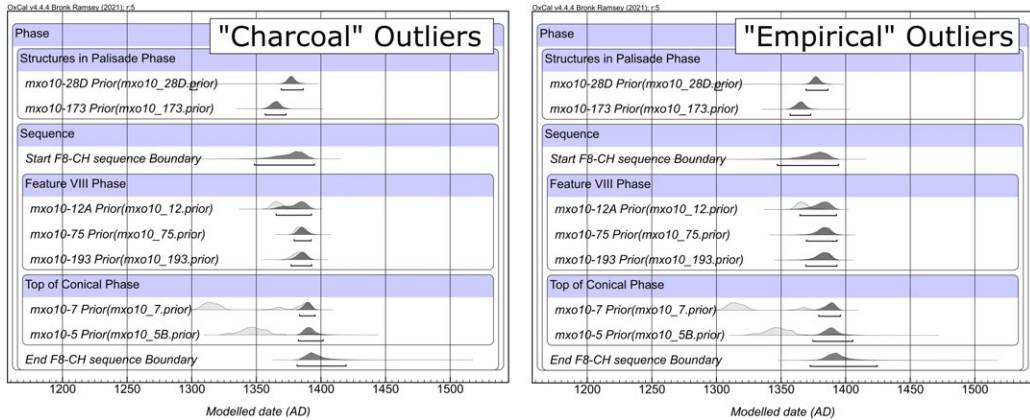 OxCal v4.4.4 Bronk Ramsey (2021); r:5
Phase
"Charcoal" Outliers
Structures in Palisade Phase
mxo10-28D Prior(mxo10_28D.prior)
mxo10-173 Prior(mxo10_173.prior)
Sequence
Start F8-CH sequence Boundary
Feature VIII Phase
mxo10-12A Prior(mxo10_12.prior)
mxo10-75 Prior(mxo10_75.prior)
mxo10-193 Prior(mxo10_193.prior)
Top of Conical Phase
mxo10-7 Prior(mxo10_7.prior)
mxo10-5 Prior(mxo10_5B.prior)
End F8-CH sequence Boundary
1200 1250 1300 1350 1400 1450 1500
Modelled date (AD)
OxCal v4.4.4 Bronk Ramsey (2021); r:5
Phase
"Empirical" Outliers
Structures in Palisade Phase
mxo10-28D Prior(mxo10_28D.prior)
mxo10-173 Prior(mxo10_173.prior)
Sequence
Start F8-CH sequence Boundary
Feature VIII Phase
mxo10-12A Prior(mxo10_12.prior)
mxo10-75 Prior(mxo10_75.prior)
mxo10-193 Prior(mxo10_193.prior)
Top of Conical Phase
mxo10-7 Prior(mxo10_7.prior)
mxo10-5 Prior(mxo10_5B.prior)
End F8-CH sequence Boundary
1200 1250 1300 1350 1400 1450 1500
Modelled date (AD)